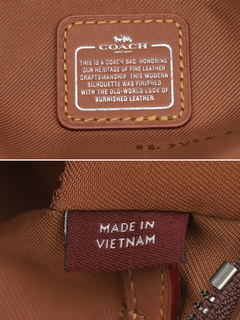 COACH
THIS IS A COACH BAG, HONORING
OUR HERITAGE OF FINE LEATHER
CRAFTSMANSHIP. THIS MODERN
SILHOUETTE WAS FINISHED
WITH THE OLD-WORLD LOOK OF
BURNISHED LEATHER
MADE IN
VIETNAM